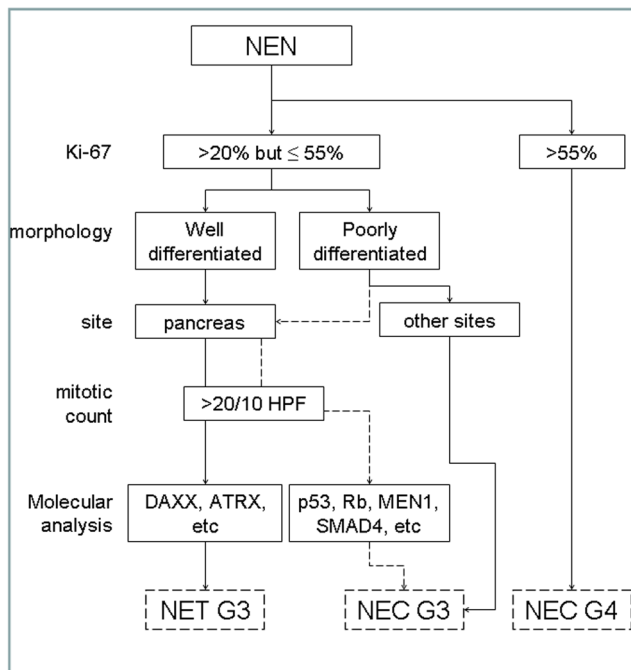 NEN
Ki-67
>20% but ≤ 55%
>55%
morphology
Well
differentiated
Poorly
differentiated
site
pancreas
other sites
mitotic
count
>20/10 HPF
Molecular
analysis
DAXX, ATRX,
etc
p53, Rb, MEN1,
SMAD4, etc
NET G3
NEC G3
NEC G4